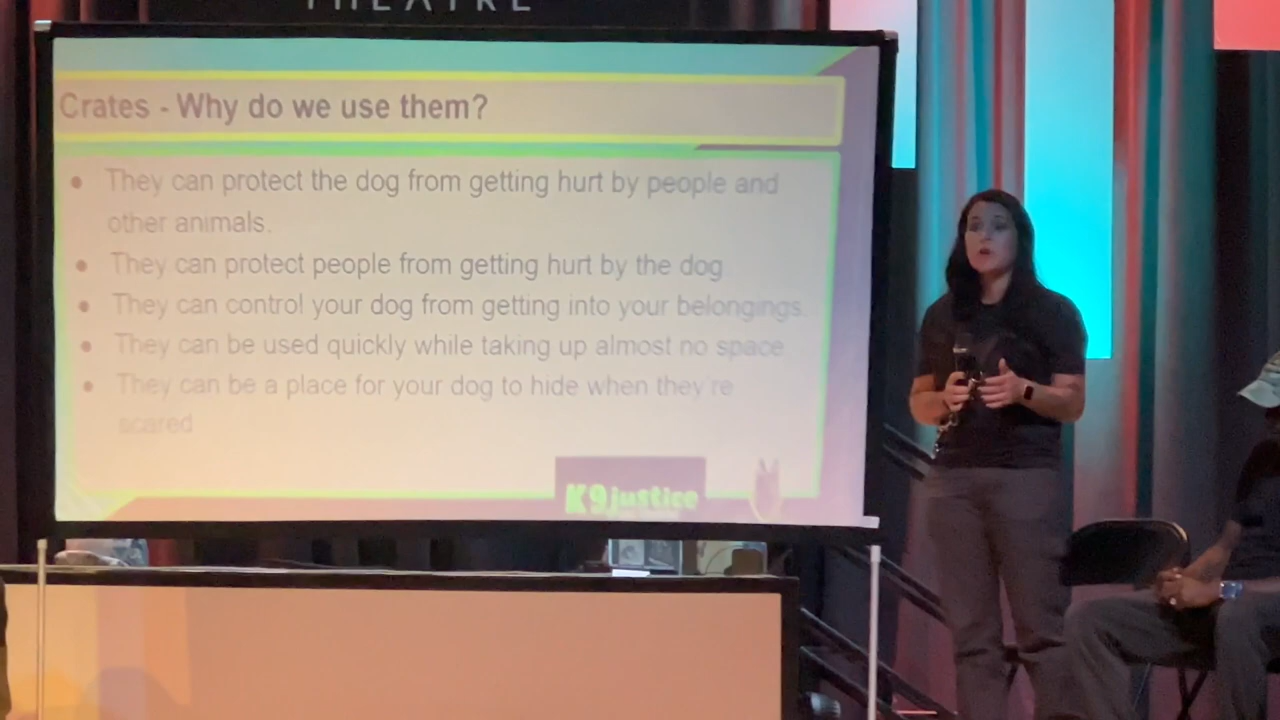 THEATRE
Crates - Why do we use them?
• They can protect the dog from getting hurt by people and
other animals.
• They can protect people from getting hurt by the dog.
• They can control your dog from getting into your belongings.
• They can be used quickly while taking up almost no space
• They can be a place for your dog to hide when they're
scared
K9justice